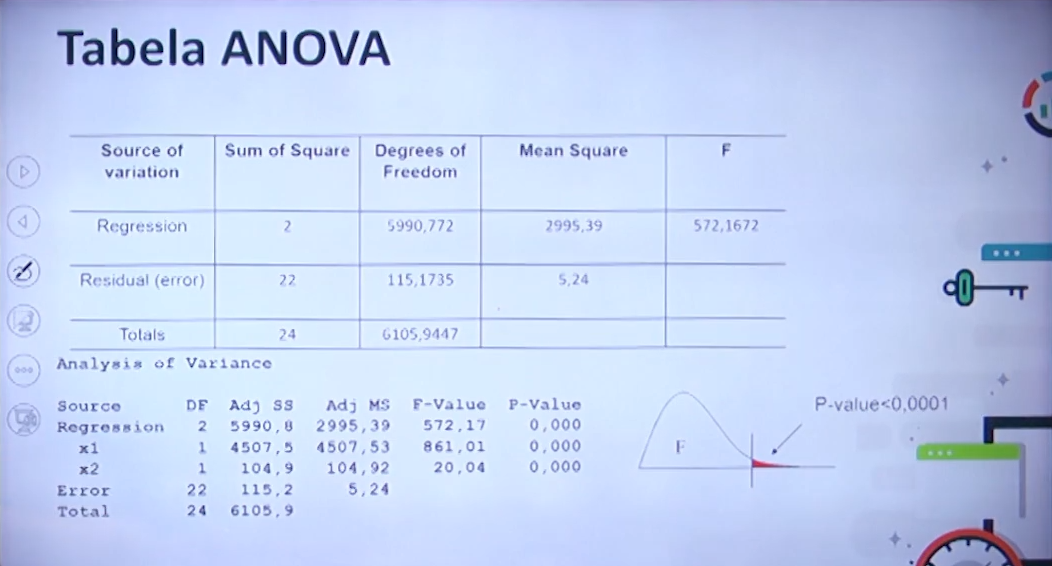 Tabela ANOVA
Source of variation Sum of Square Degrees of Freedom Mean Square F
Regression 2 5990,772 2995,39 572,1672
Residual (error) 22 115,1735 5,24
Totals 24 6105,9447
Analysis of Variance
Source DF Adj SS Adj MS F-Value P-Value
Regression 2 5990,8 2995,39 572,17 0,000
x1 1 4507,5 4507,53 861,01 0,000
x2 1 104,9 104,92 20,04 0,000
Error 22 115,2 5,24
Total 24 6105,9
F
P-value<0,0001